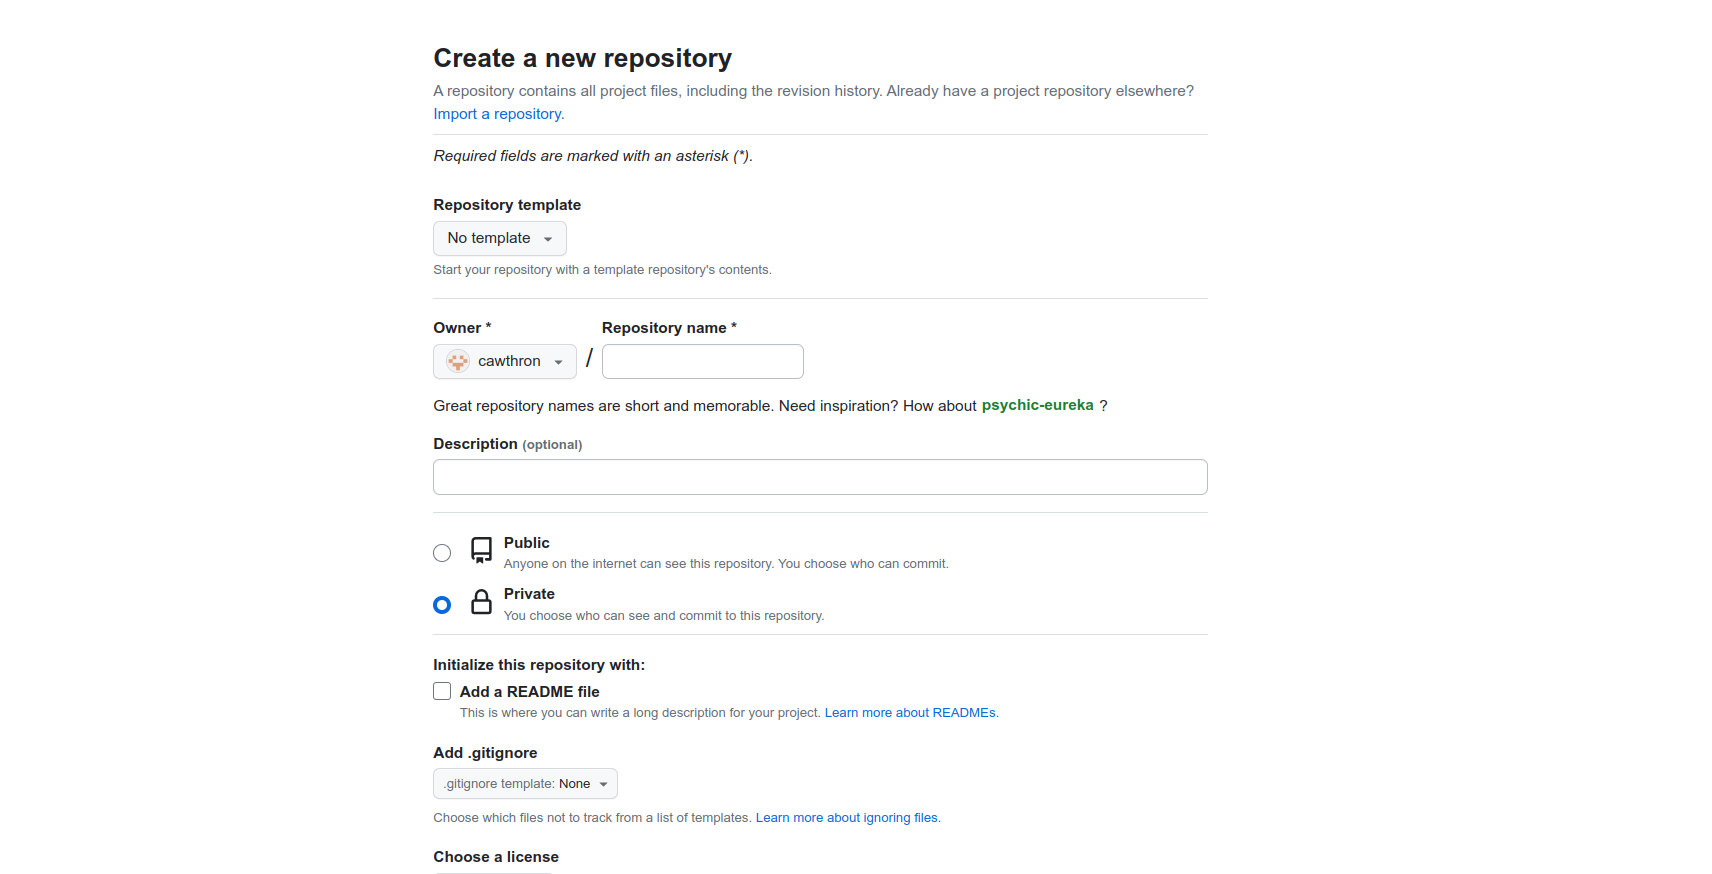 Create a new repository
A repository contains all project files, including the revision history. Already have a project repository elsewhere?
Import a repository.
Required fields are marked with an asterisk (*).
Repository template
No template
Start your repository with a template repository's contents.
Owner * Repository name *
cawthron /
Great repository names are short and memorable. Need inspiration? How about psychic-eureka ?
Description (optional)
Public
Anyone on the internet can see this repository. You choose who can commit.
Private
You choose who can see and commit to this repository.
Initialize this repository with:
Add a README file
This is where you can write a long description for your project. Learn more about READMEs.
Add .gitignore
.gitignore template: None
Choose which files not to track from a list of templates. Learn more about ignoring files.
Choose a license